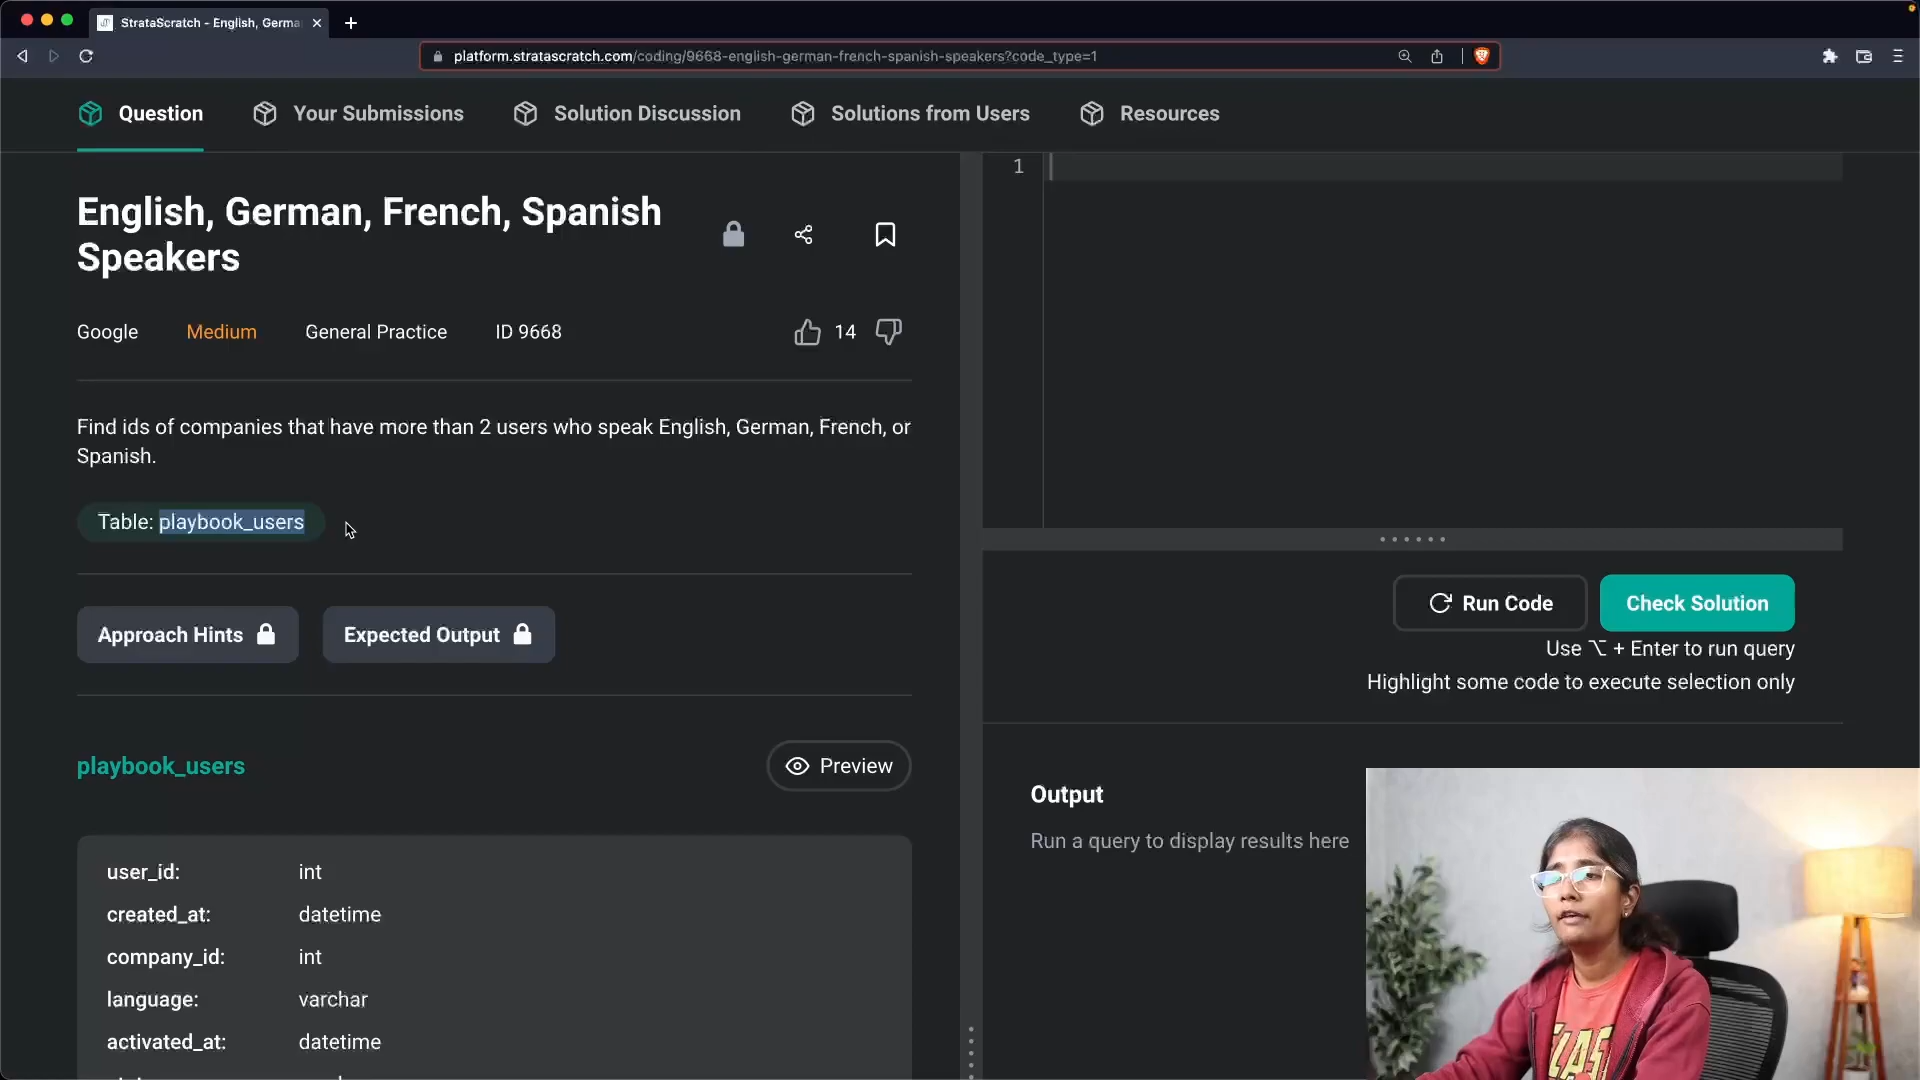 StrataScratch - English, Germa
platform.stratascratch.com/coding/9668-english-german-french-spanish-speakers?code_type=1
Question
Your Submissions
Solution Discussion
Solutions from Users
Resources
English, German, French, Spanish
Speakers
Google
Medium
General Practice
ID 9668
14
Find ids of companies that have more than 2 users who speak English, German, French, or
Spanish.
Table: playbook_users
Approach Hints
Expected Output
playbook_users
Preview
user_id: int
created_at: datetime
company_id: int
language: varchar
activated_at: datetime
1
Run Code
Check Solution
Use ⌥ + Enter to run query
Highlight some code to execute selection only
Output
Run a query to display results here